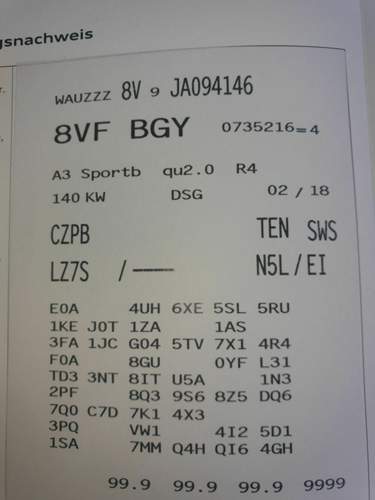 gsnachweis
WAUZZZ 8V 9 JA094146
8VF BGY 0735216=4
A3 Sportb qu2.0 R4
140 KW DSG 02 / 18
CZPB TEN SWS
LZ7S / N5L / EI
E0A 4UH 6XE 5SL 5RU
1KE J0T 1ZA 1AS
3FA 1JC G04 5TV 7X1 4R4
F0A 8GU 0YF L31
TD3 3NT 8IT U5A 1N3
2PF 8Q3 9S6 8Z5 DQ6
7Q0 C7D 7K1 4X3
3PQ VW1 4I2 5D1
1SA 7MM Q4H QI6 4GH
99.9 99.9 99.9 9999